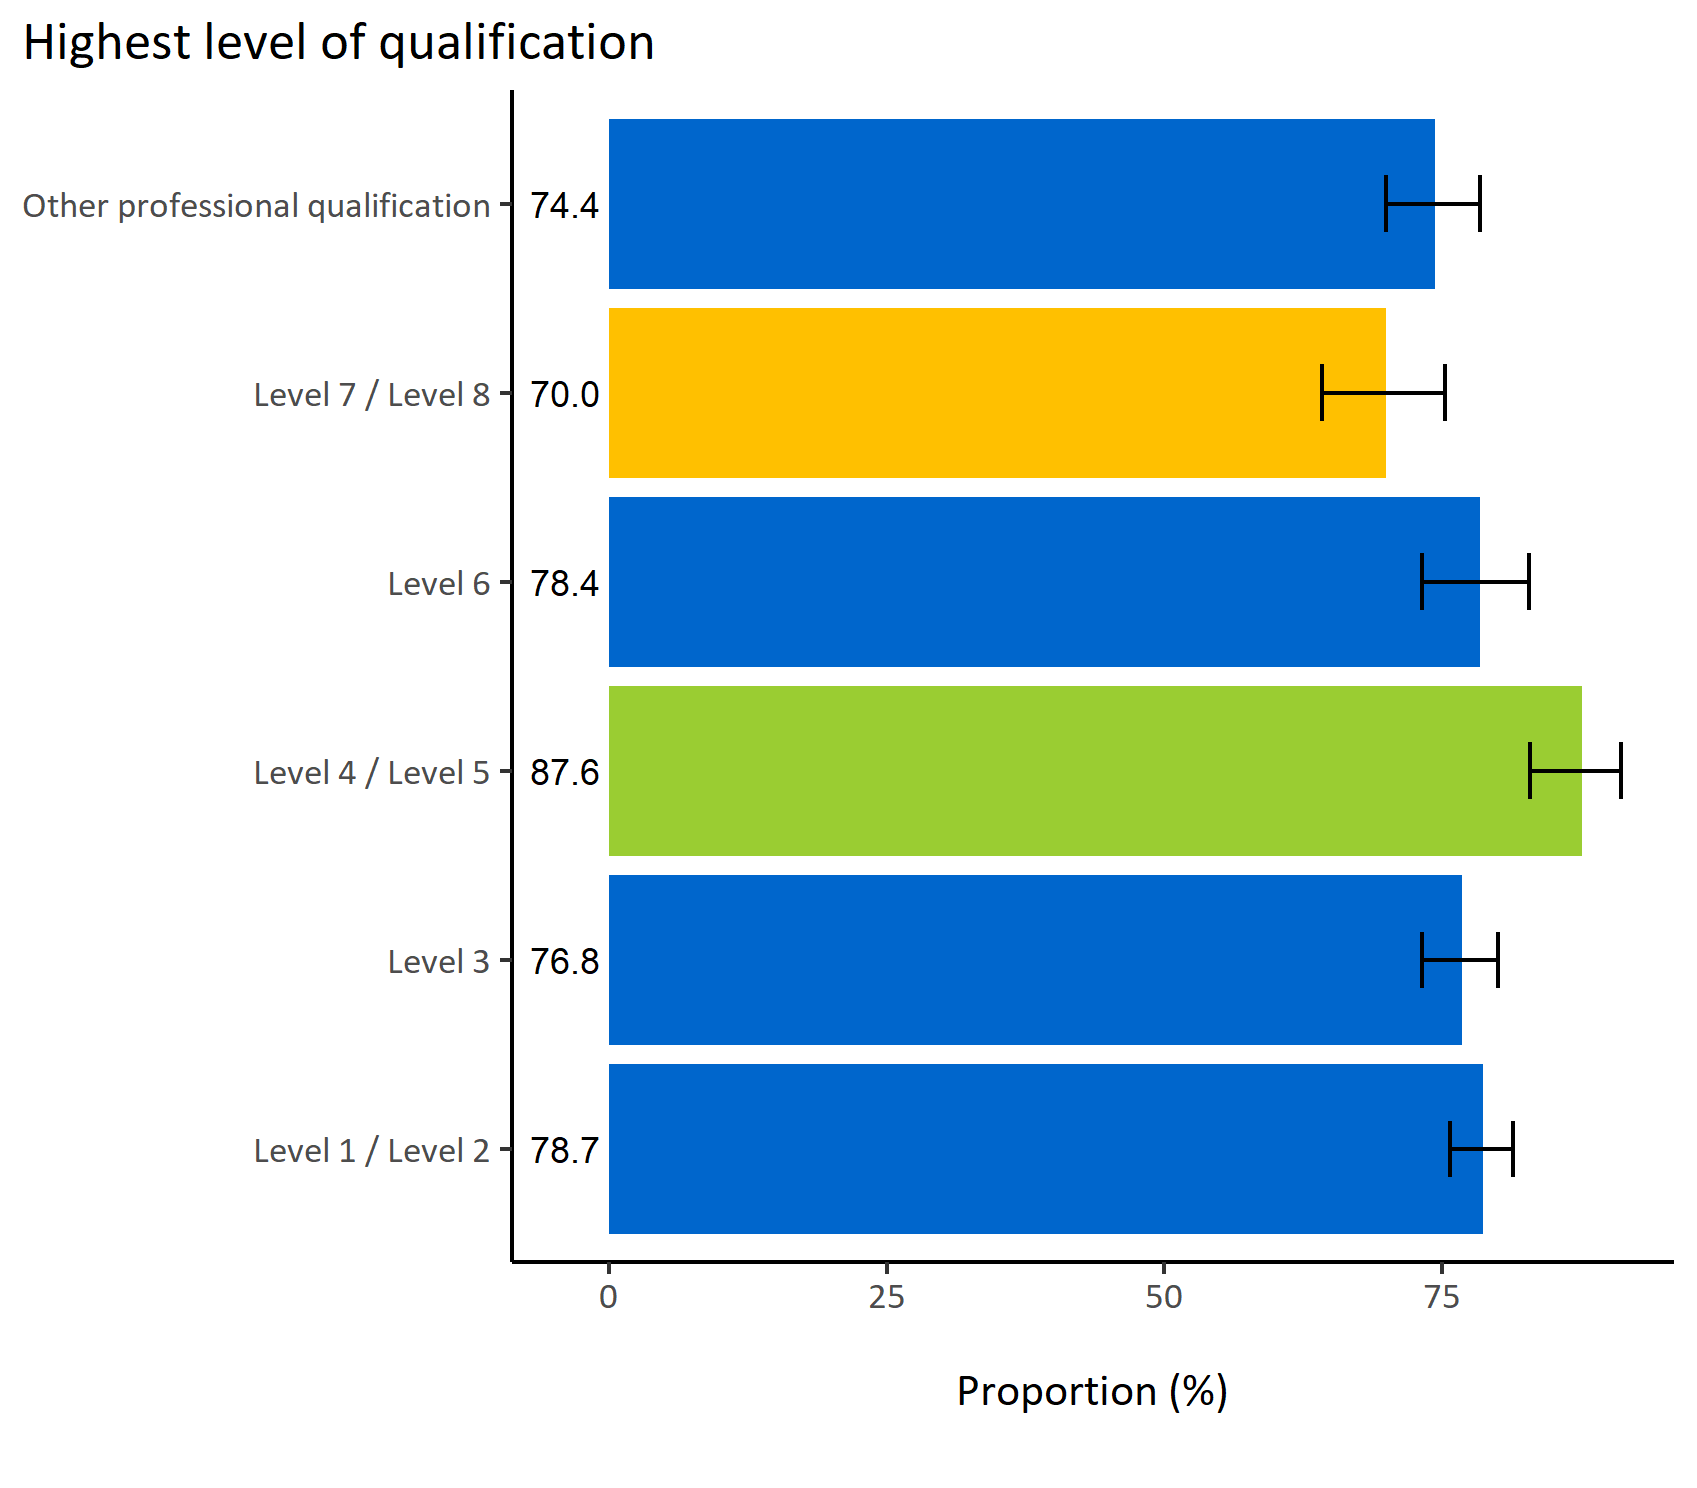 Highest level of qualification
Other professional qualification 74.4
Level 7 / Level 8 70.0
Level 6 78.4
Level 4 / Level 5 87.6
Level 3 76.8
Level 1 / Level 2 78.7
0 25 50 75
Proportion (%)